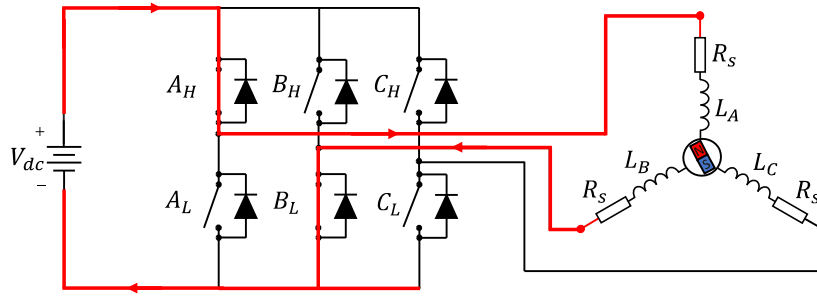 R_s
A_H
B_H
C_H
L_A
+
V_dc
−
N
S
L_B
L_C
A_L
B_L
C_L
R_s
R_s